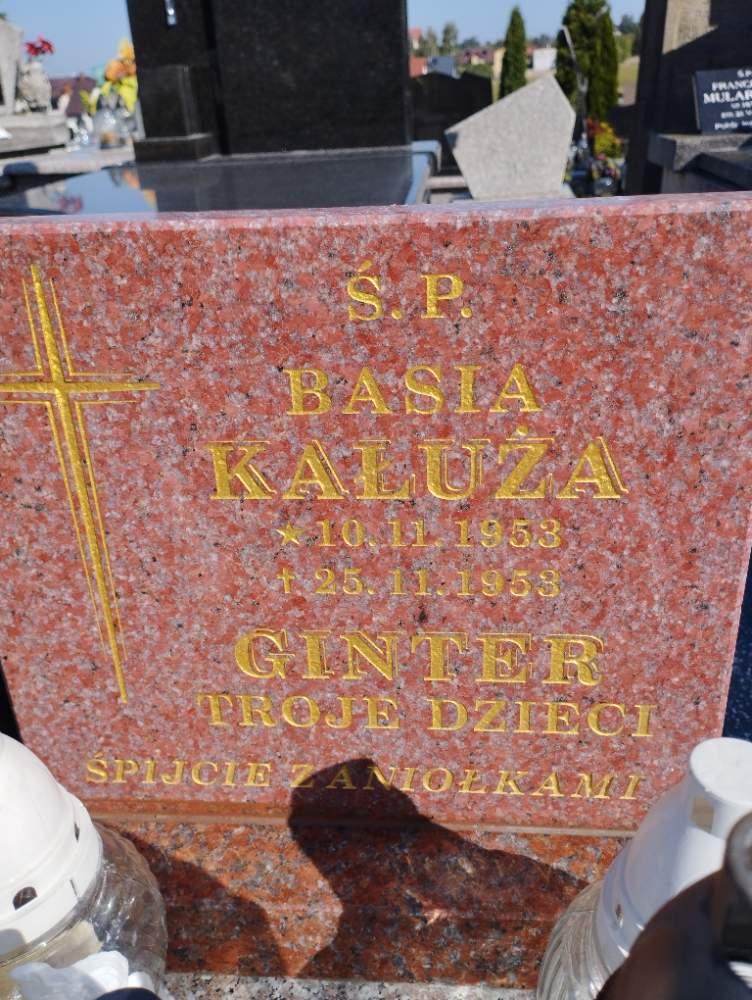 Ś.P.
BASIA
KAŁUŻA
★ 10.11.1953
† 25.11.1953
GINTER
TROJE DZIECI
ŚPIJCIE Z ANIOŁKAMI
Ś.P.